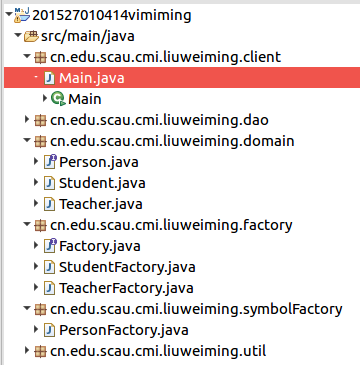 201527010414vimiming
src/main/java
cn.edu.scau.cmi.liuweiming.client
Main.java
Main
cn.edu.scau.cmi.liuweiming.dao
cn.edu.scau.cmi.liuweiming.domain
Person.java
Student.java
Teacher.java
cn.edu.scau.cmi.liuweiming.factory
Factory.java
StudentFactory.java
TeacherFactory.java
cn.edu.scau.cmi.liuweiming.symbolFactory
PersonFactory.java
cn.edu.scau.cmi.liuweiming.util